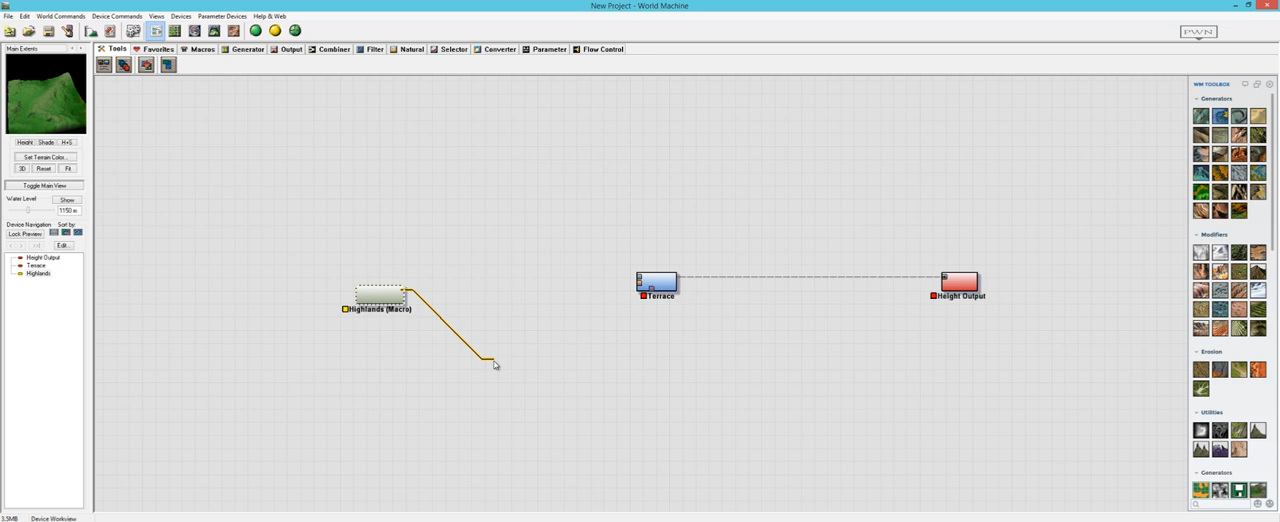 New Project - World Machine
File Edit World Commands Device Commands Views Devices Parameter Devices Help & Web
PWN
Main Extents
Tools Favorites Macros Generator Output Combiner Filter Natural Selector Converter Parameter Flow Control
Height Shade H+S
Set Terrain Color...
3D Reset Fit
Toggle Main View
Water Level Show
1150 m
Device Navigation Sort by:
Lock Preview
Edit...
Height Output
Terrace
Highlands
Highlands (Macro)
Terrace
Height Output
WM TOOLBOX
Generators
Modifiers
Erosion
Utilities
Generators
3.5MB Device Workview